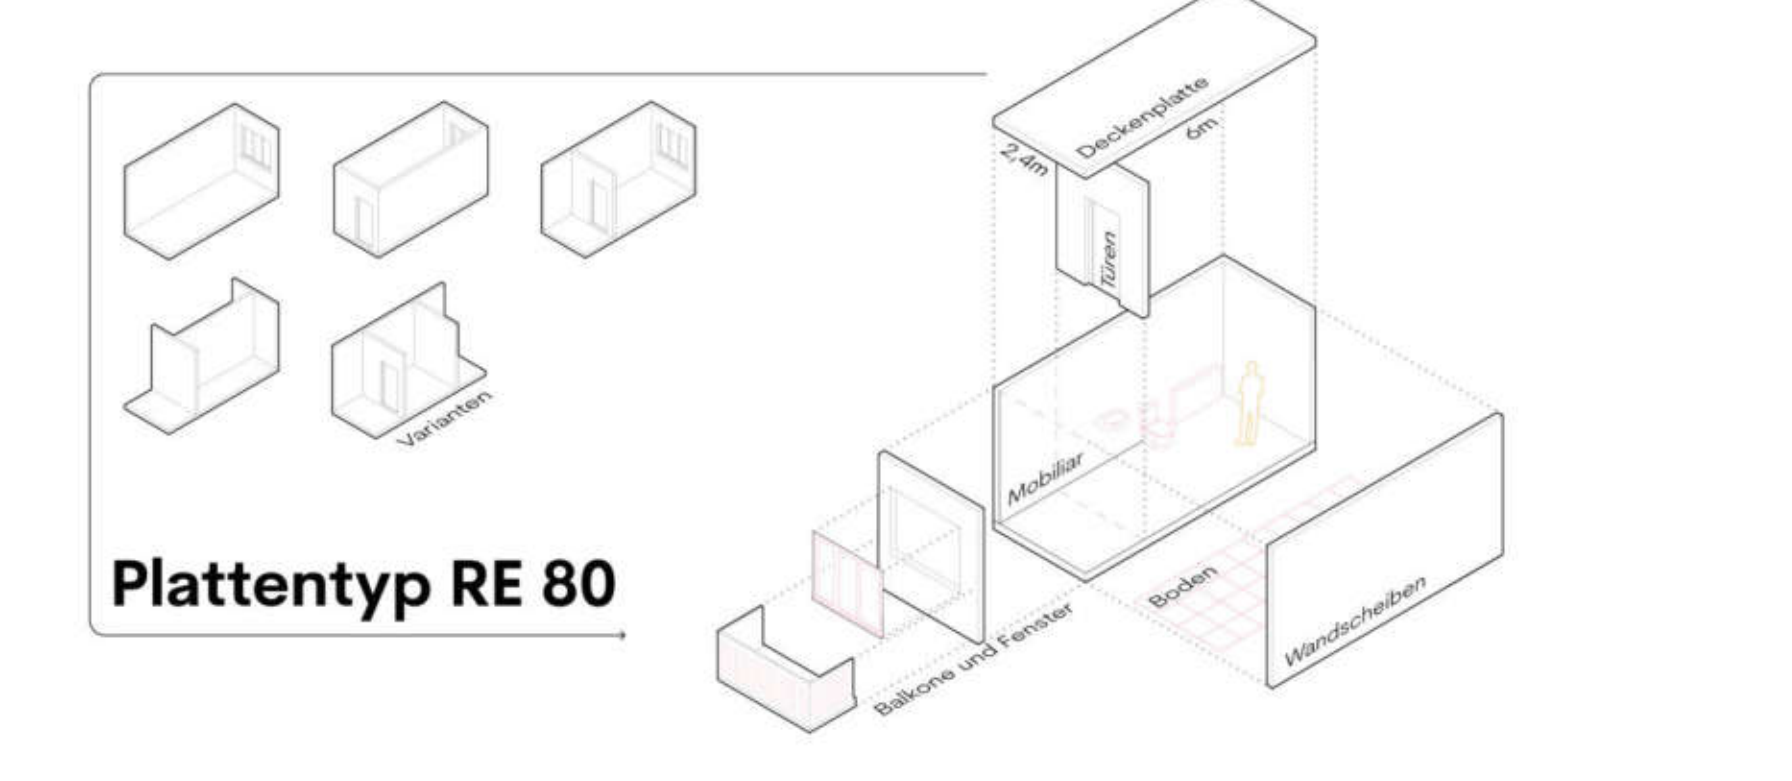 Deckenplatte
6m
2,4m
Türen
Varianten
Mobiliar
Plattentyp RE 80
Boden
Wandscheiben
Balkone und Fenster